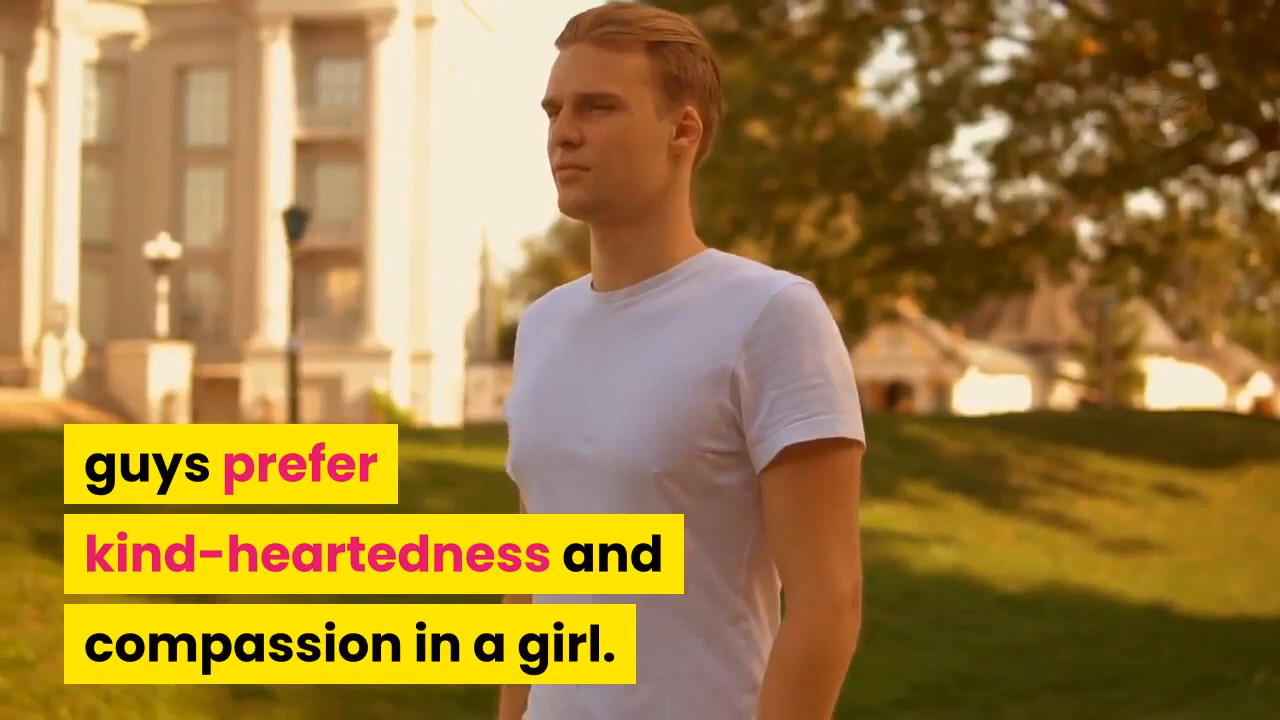 guys prefer
kind-heartedness and
compassion in a girl.